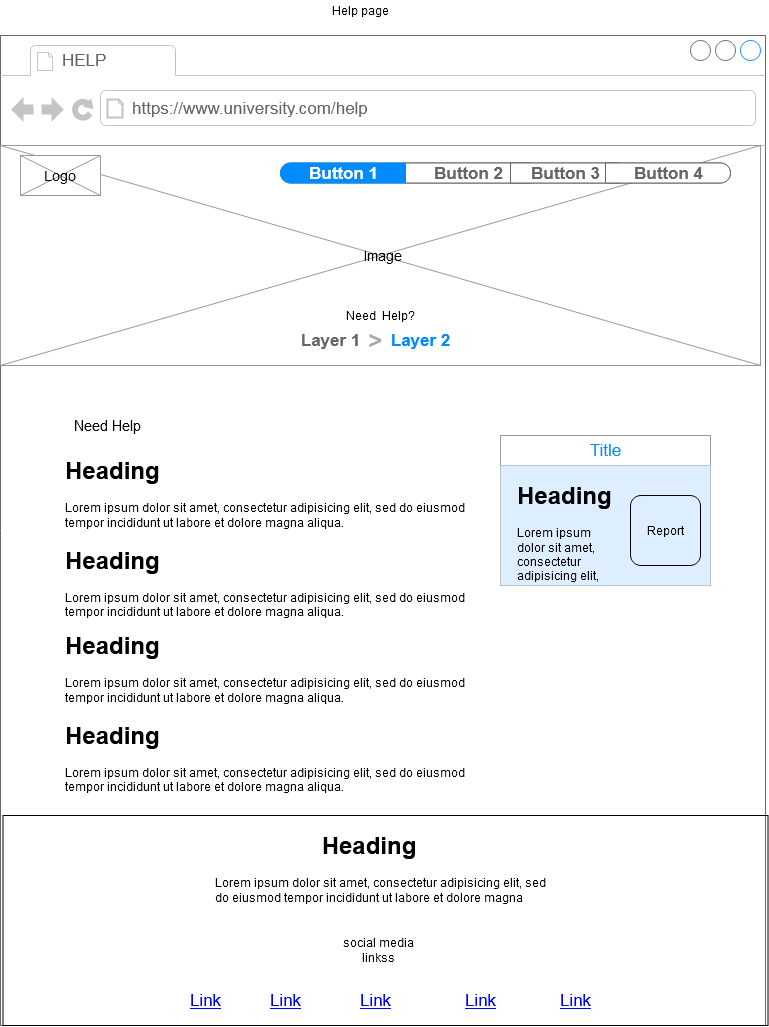 Help page
HELP
https://www.university.com/help
Logo
Button 1 Button 2 Button 3 Button 4
Image
Need Help?
Layer 1 > Layer 2
Need Help
Heading
Lorem ipsum dolor sit amet, consectetur adipisicing elit, sed do eiusmod
tempor incididunt ut labore et dolore magna aliqua.
Heading
Lorem ipsum dolor sit amet, consectetur adipisicing elit, sed do eiusmod
tempor incididunt ut labore et dolore magna aliqua.
Heading
Lorem ipsum dolor sit amet, consectetur adipisicing elit, sed do eiusmod
tempor incididunt ut labore et dolore magna aliqua.
Heading
Lorem ipsum dolor sit amet, consectetur adipisicing elit, sed do eiusmod
tempor incididunt ut labore et dolore magna aliqua.
Title
Heading
Lorem ipsum
dolor sit amet,
consectetur
adipisicing elit,
Report
Heading
Lorem ipsum dolor sit amet, consectetur adipisicing elit, sed
do eiusmod tempor incididunt ut labore et dolore magna
social media
linkss
Link Link Link Link Link